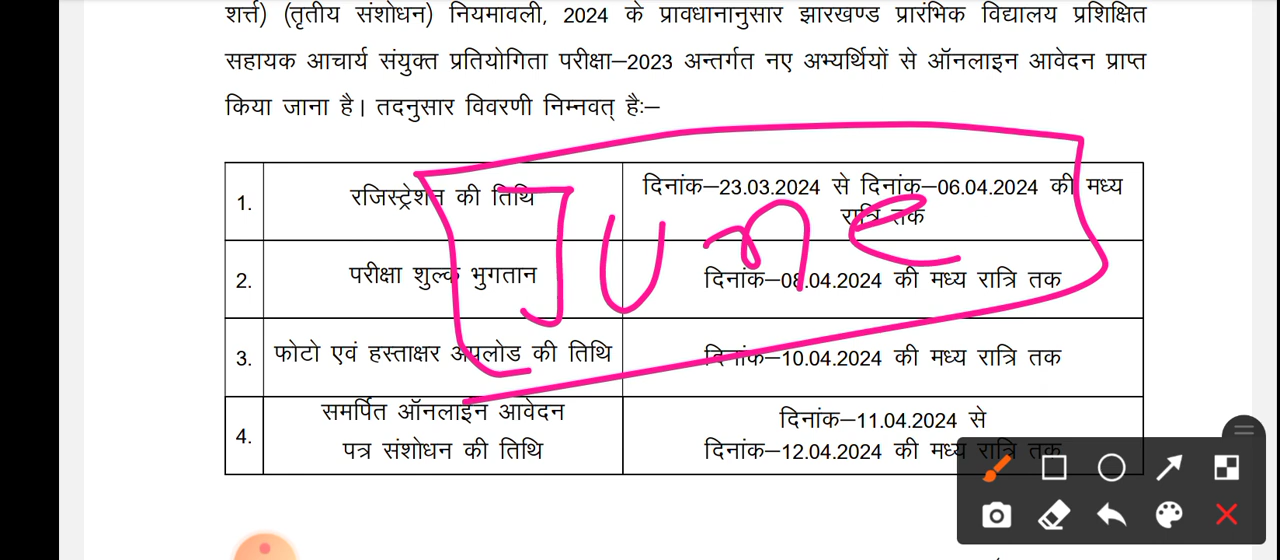 शर्त्त) (तृतीय संशोधन) नियमावली, 2024 के प्रावधानानुसार झारखण्ड प्रारंभिक विद्यालय प्रशिक्षित
सहायक आचार्य संयुक्त प्रतियोगिता परीक्षा–2023 अन्तर्गत नए अभ्यर्थियों से ऑनलाइन आवेदन प्राप्त
किया जाना है। तदनुसार विवरणी निम्नवत् है:–
1. रजिस्ट्रेशन की तिथि दिनांक–23.03.2024 से दिनांक–06.04.2024 की मध्य
रात्रि तक
June
2. परीक्षा शुल्क भुगतान दिनांक–08.04.2024 की मध्य रात्रि तक
3. फोटो एवं हस्ताक्षर अपलोड की तिथि दिनांक–10.04.2024 की मध्य रात्रि तक
4. समर्पित ऑनलाईन आवेदन
पत्र संशोधन की तिथि
दिनांक–11.04.2024 से
दिनांक–12.04.2024 की मध्य रात्रि तक